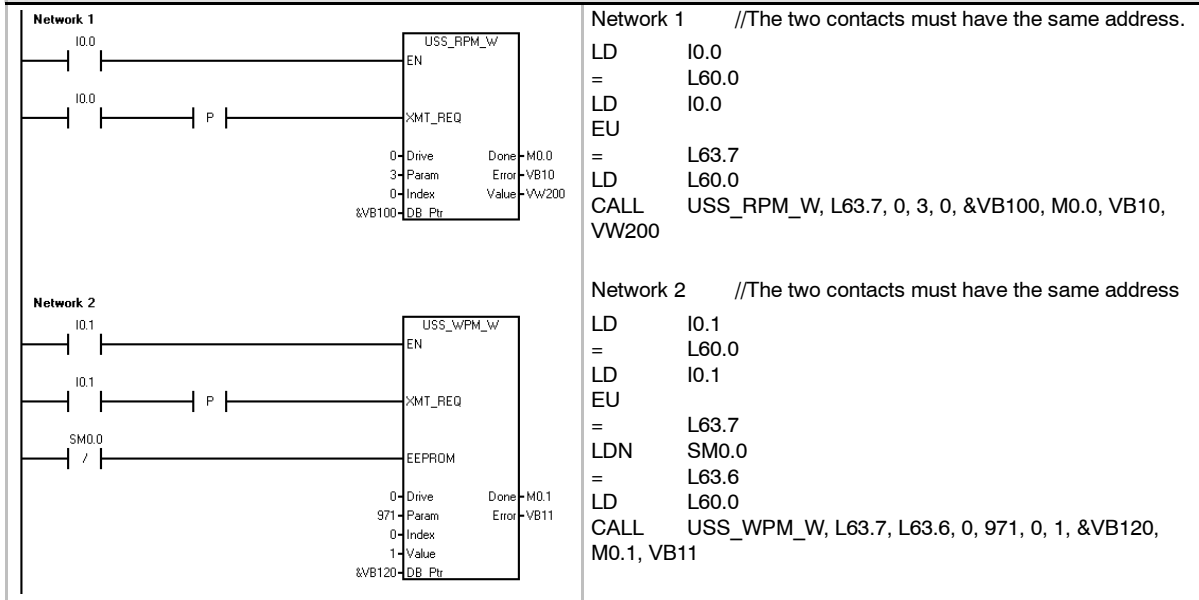 Network 1
I0.0
USS_RPM_W
EN
I0.0
P
XMT_REQ
0 Drive Done M0.0
3 Param Error VB10
0 Index Value VW200
&VB100 DB_Ptr
Network 2
I0.1
USS_WPM_W
EN
I0.1
P
XMT_REQ
SM0.0
/
EEPROM
0 Drive Done M0.1
971 Param Error VB11
0 Index
1 Value
&VB120 DB_Ptr
Network 1 //The two contacts must have the same address.
LD I0.0
= L60.0
LD I0.0
EU
= L63.7
LD L60.0
CALL USS_RPM_W, L63.7, 0, 3, 0, &VB100, M0.0, VB10,
VW200
Network 2 //The two contacts must have the same address
LD I0.1
= L60.0
LD I0.1
EU
= L63.7
LDN SM0.0
= L63.6
LD L60.0
CALL USS_WPM_W, L63.7, L63.6, 0, 971, 0, 1, &VB120,
M0.1, VB11